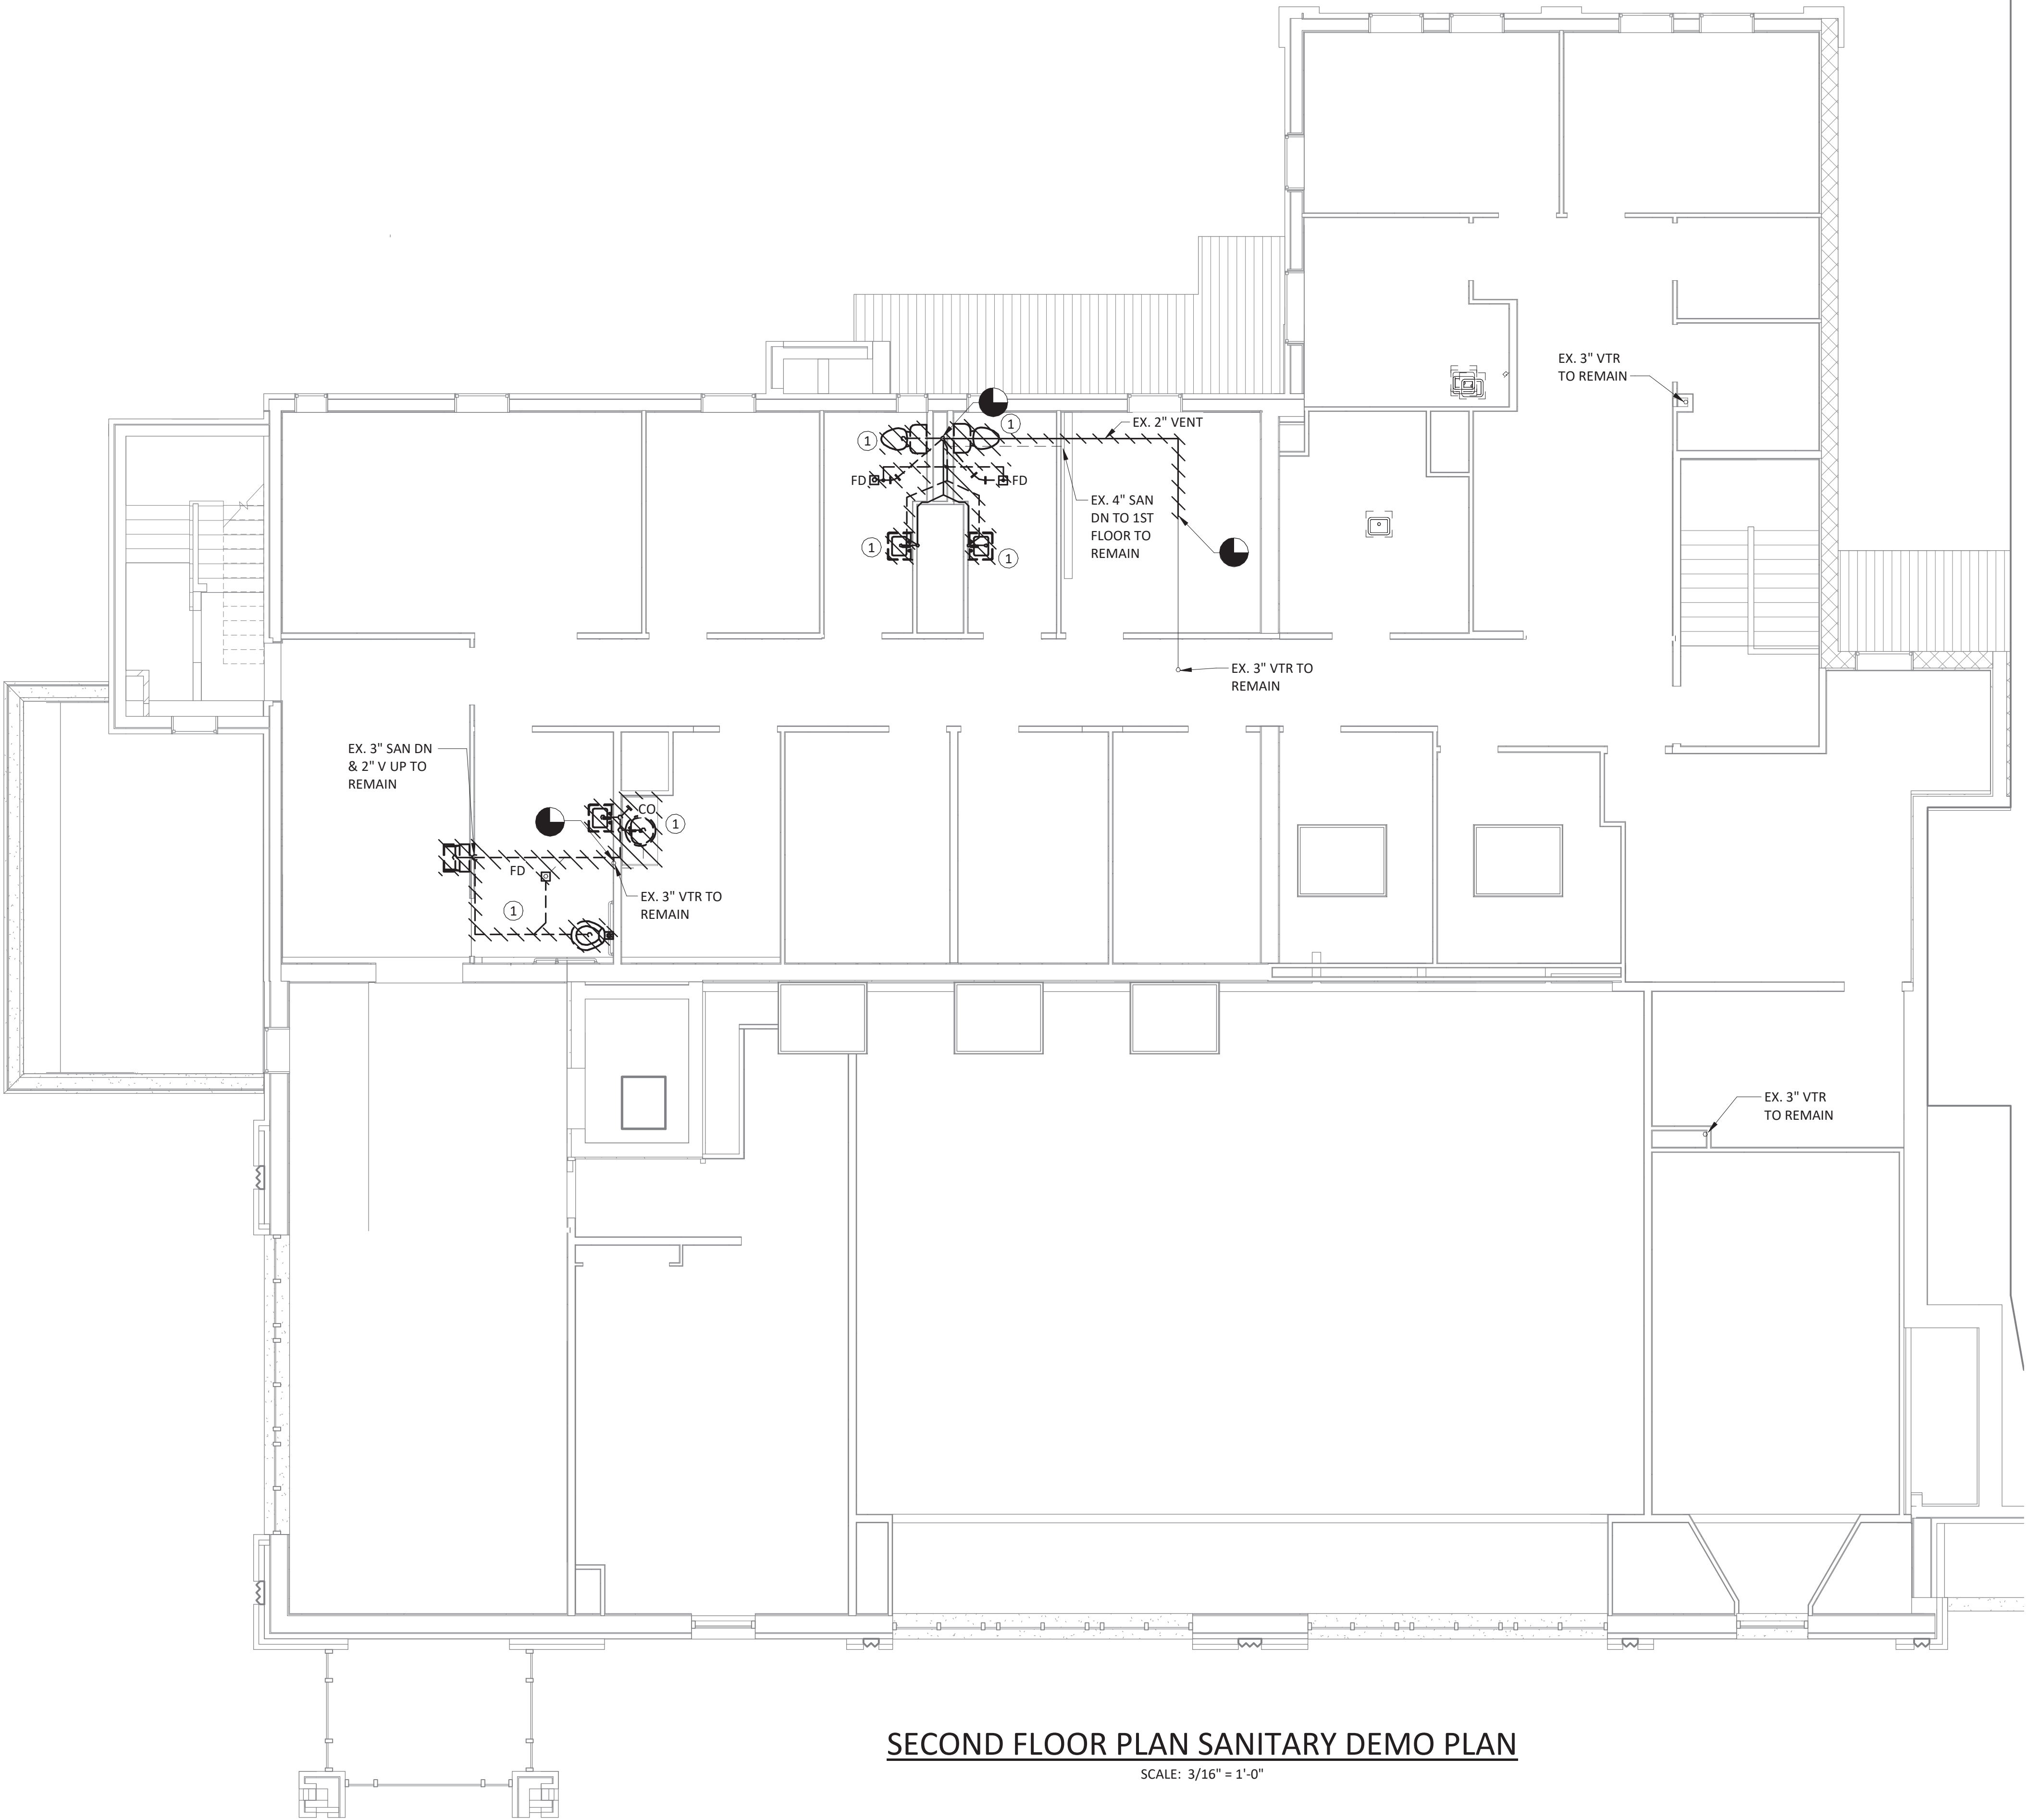 EX. 3" VTR
TO REMAIN
1
1
EX. 2" VENT
FD
FD
EX. 4" SAN
DN TO 1ST
FLOOR TO
REMAIN
1
1
EX. 3" VTR TO
REMAIN
EX. 3" SAN DN
& 2" V UP TO
REMAIN
CO
1
FD
EX. 3" VTR TO
REMAIN
1
EX. 3" VTR
TO REMAIN
SECOND FLOOR PLAN SANITARY DEMO PLAN
SCALE: 3/16" = 1'-0"